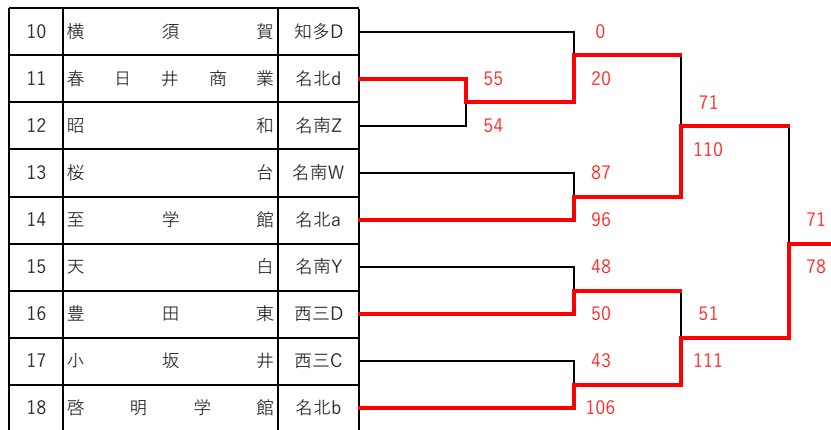 10 横須賀 知多D
0
11 春日井商業 名北d
55
20
71
12 昭和 名南Z
54
110
13 桜台 名南W
87
14 至学館 名北a
96
71
15 天白 名南Y
48
78
16 豊田東 西三D
50
51
17 小坂井 西三C
43
111
18 啓明学館 名北b
106